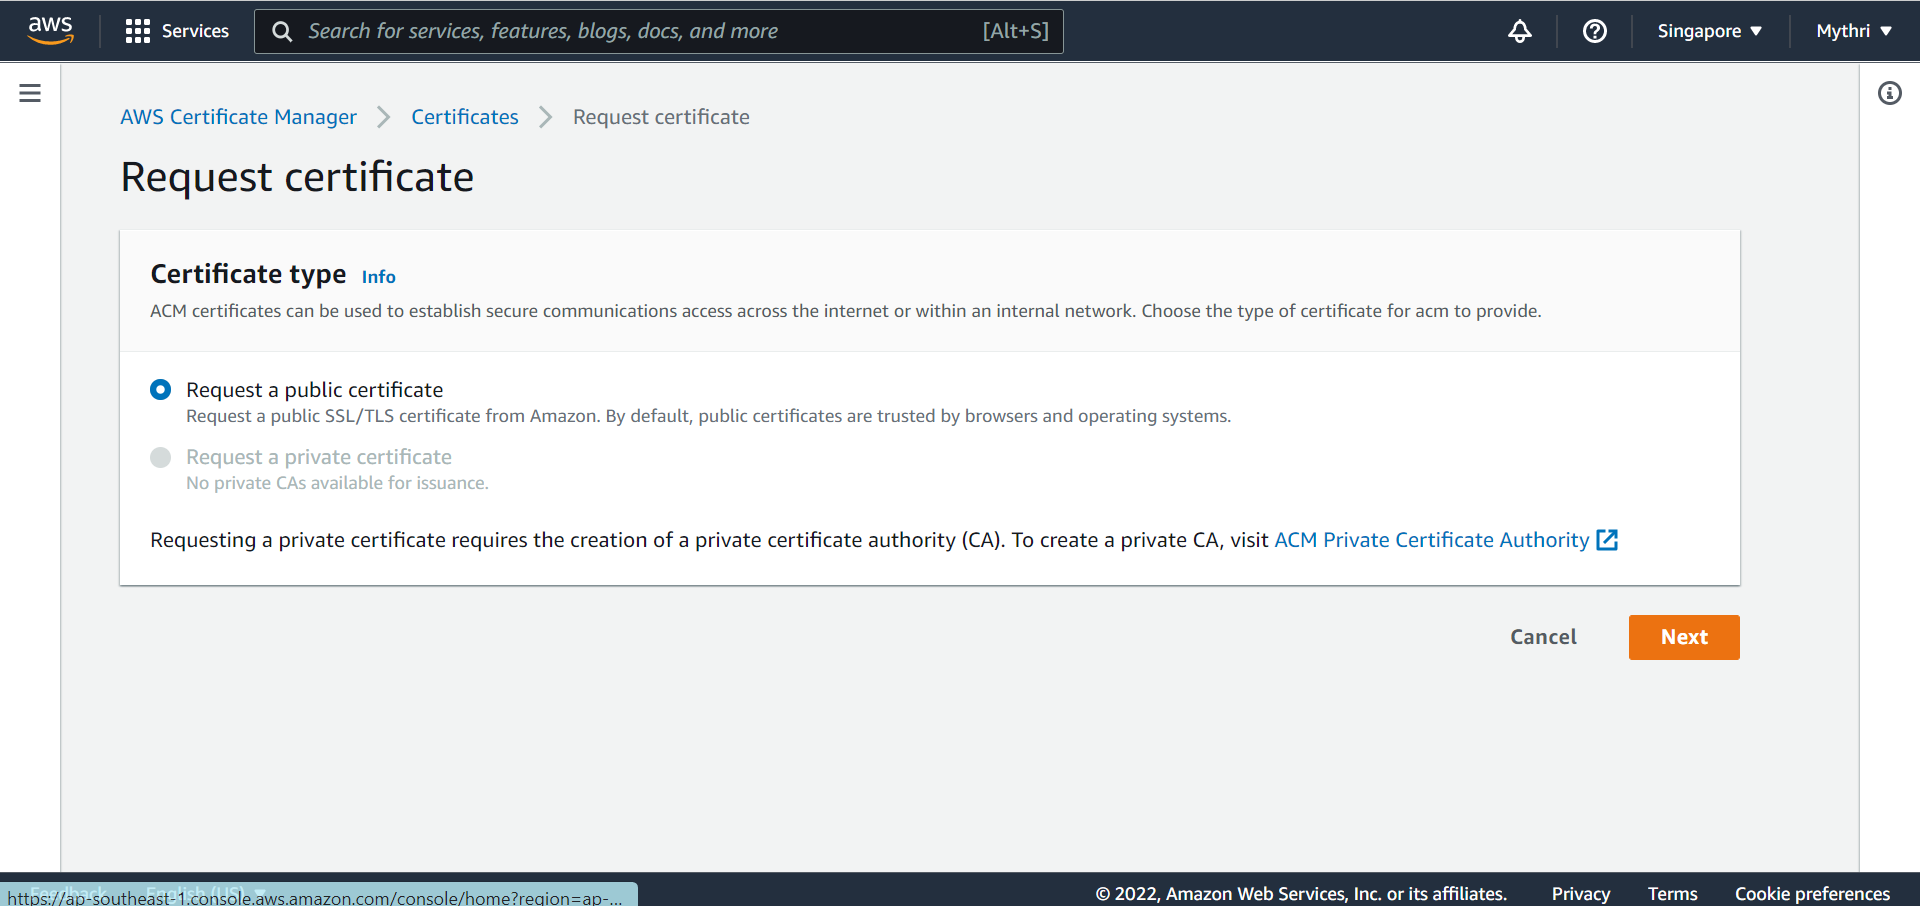 aws Services Search for services, features, blogs, docs, and more [Alt+S] Singapore ▼ Mythri ▼
AWS Certificate Manager > Certificates > Request certificate
Request certificate
Certificate type Info
ACM certificates can be used to establish secure communications access across the internet or within an internal network. Choose the type of certificate for acm to provide.
Request a public certificate
Request a public SSL/TLS certificate from Amazon. By default, public certificates are trusted by browsers and operating systems.
Request a private certificate
No private CAs available for issuance.
Requesting a private certificate requires the creation of a private certificate authority (CA). To create a private CA, visit ACM Private Certificate Authority
Cancel Next
Feedback English (US) ▼ © 2022, Amazon Web Services, Inc. or its affiliates. Privacy Terms Cookie preferences
https://ap-southeast-1.console.aws.amazon.com/console/home?region=ap-...